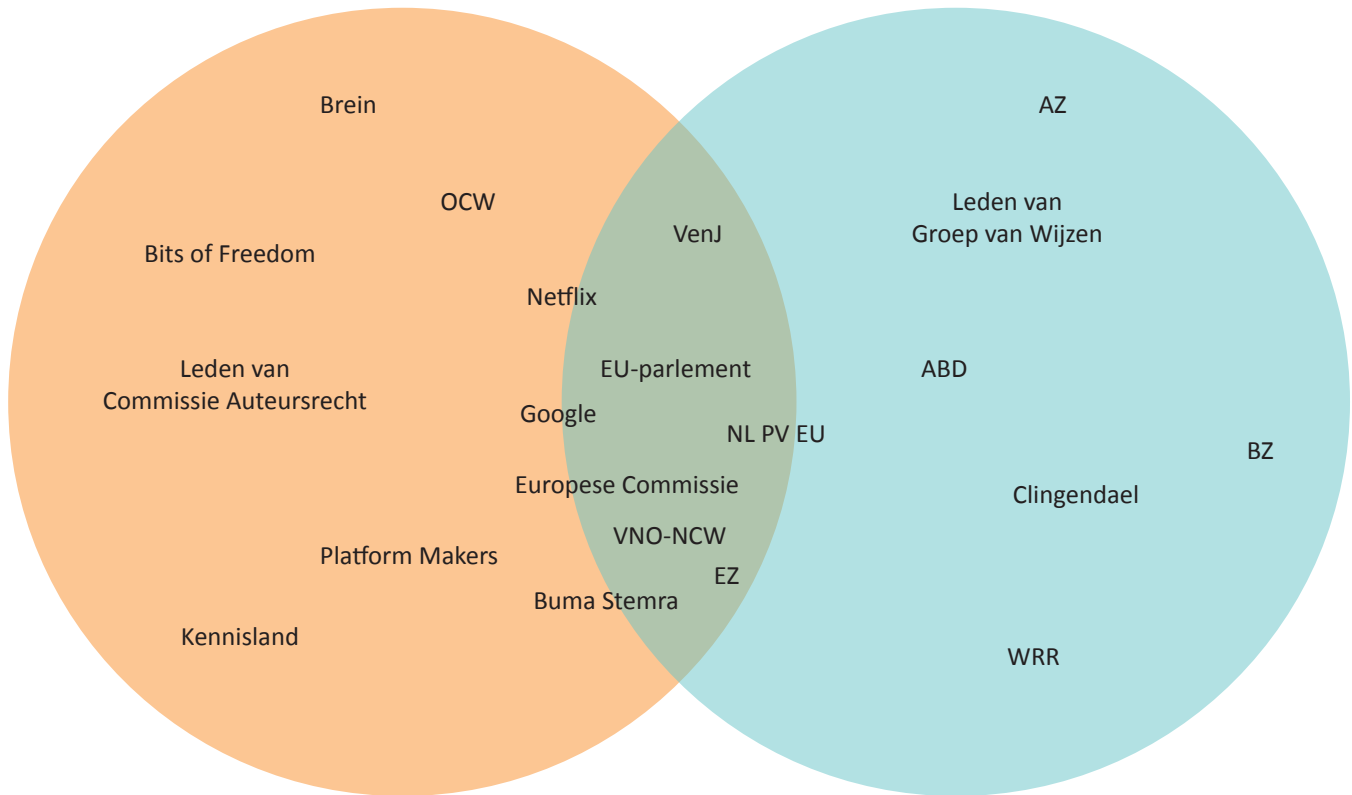 Brein
AZ
OCW
Leden van
Groep van Wijzen
VenJ
Bits of Freedom
Netflix
Leden van
Commissie Auteursrecht
EU-parlement
ABD
Google
NL PV EU
BZ
Europese Commissie
Clingendael
VNO-NCW
Platform Makers
EZ
Buma Stemra
Kennisland
WRR